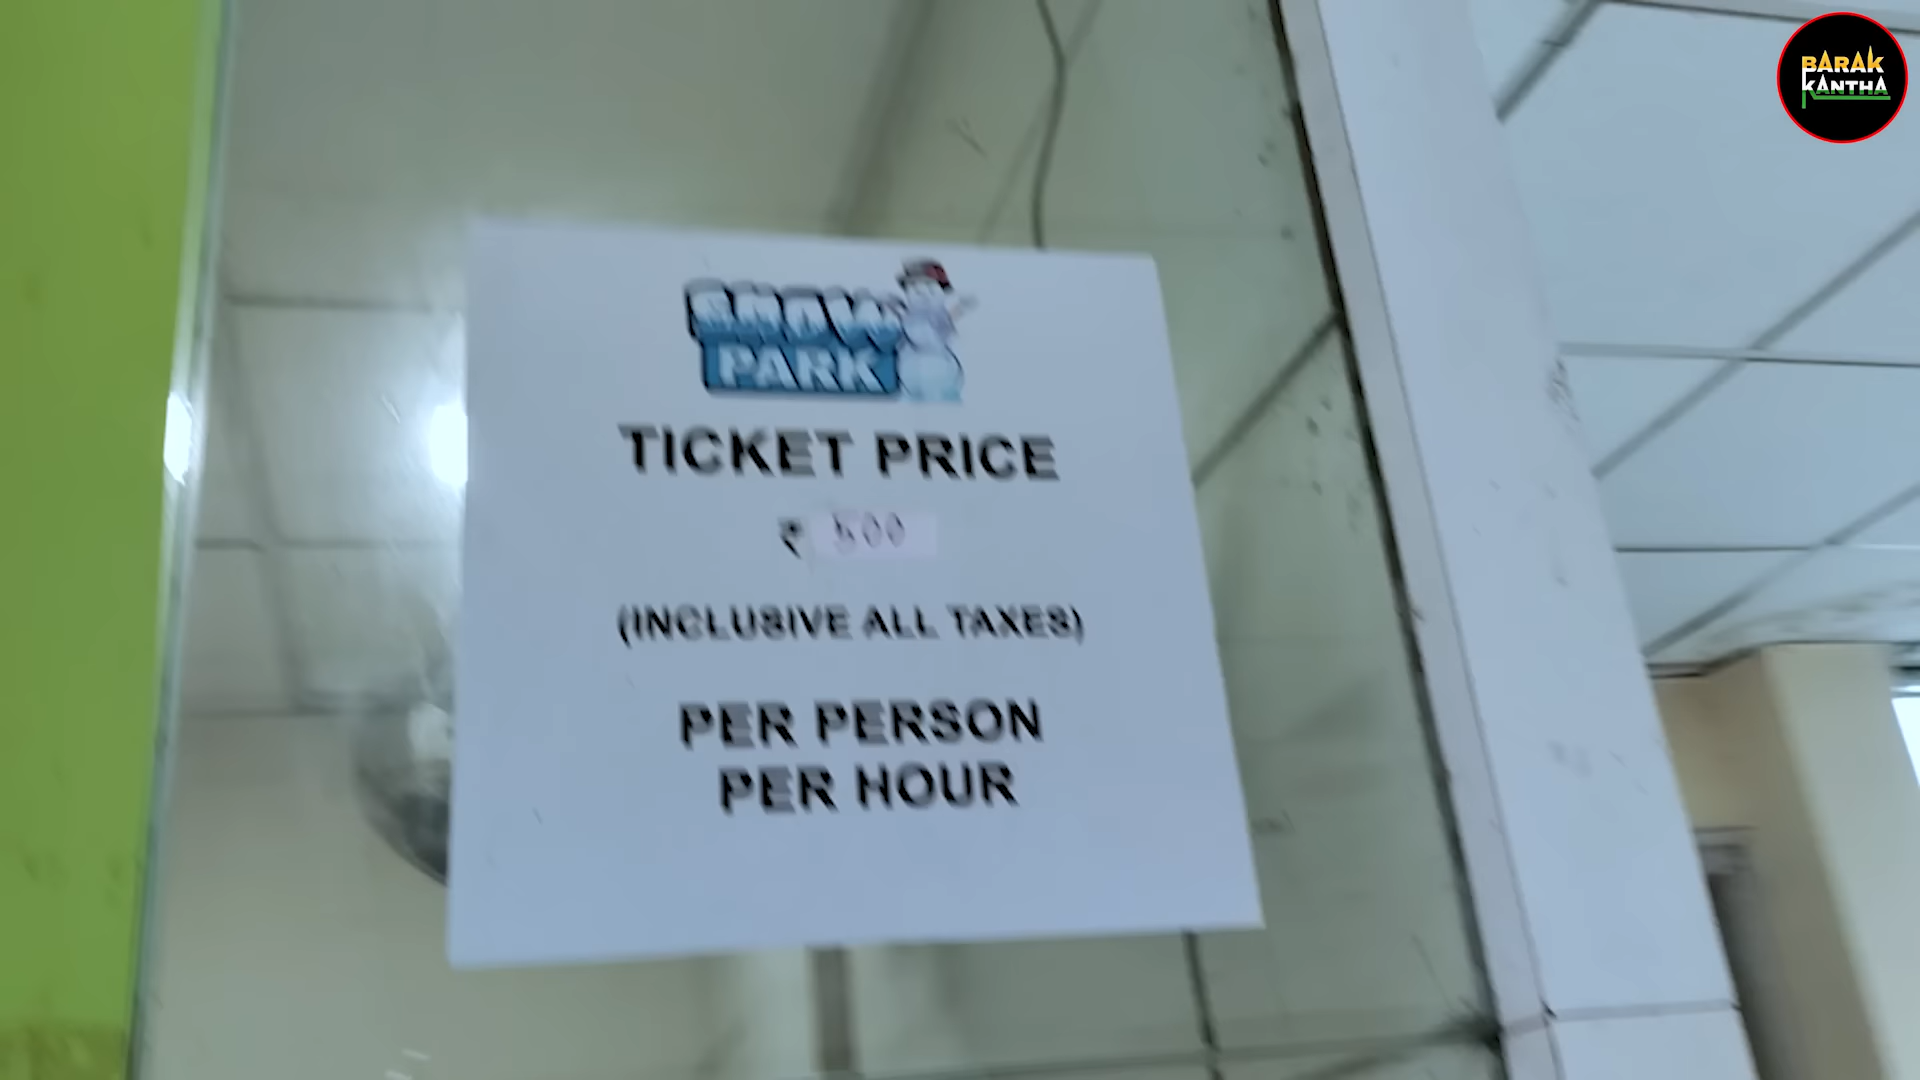 BARAK
KANTHA
SNOW
PARK
TICKET PRICE
₹ 500
(INCLUSIVE ALL TAXES)
PER PERSON
PER HOUR